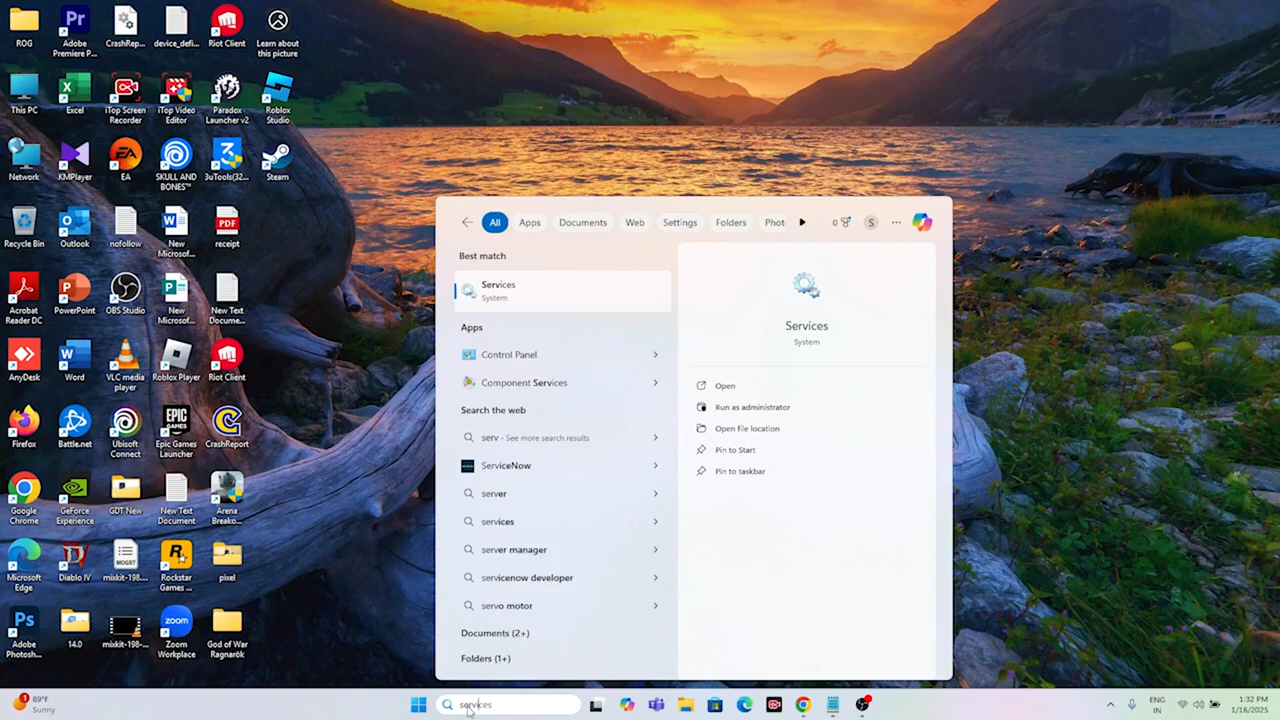 ROG
Adobe
Premiere P...
CrashRep...
device_defi...
Riot Client
Learn about
this picture
This PC
Excel
iTop Screen
Recorder
iTop Video
Editor
Paradox
Launcher v2
Roblox
Studio
Network
KMPlayer
EA
SKULL AND
BONES™
3uTools(32...
Steam
Recycle Bin
Outlook
nofollow
New
Microsof...
receipt
Acrobat
Reader DC
PowerPoint
OBS Studio
New
Microsof...
New Text
Docume...
AnyDesk
Word
VLC media
player
Roblox Player
Riot Client
Firefox
Battle.net
Ubisoft
Connect
Epic Games
Launcher
CrashReport
Google
Chrome
GeForce
Experience
GDT New
New Text
Document
Arena
Breako...
Microsoft
Edge
Diablo IV
mixkit-198...
Rockstar
Games ...
pixel
Adobe
Photosh...
14.0
mixkit-198-...
Zoom
Workplace
God of War
Ragnarök
All
Apps
Documents
Web
Settings
Folders
Phot
0
S
Best match
Services
System
Apps
Control Panel
Component Services
Search the web
serv - See more search results
ServiceNow
server
services
server manager
servicenow developer
servo motor
Documents (2+)
Folders (1+)
Services
System
Open
Run as administrator
Open file location
Pin to Start
Pin to taskbar
1
89°F
Sunny
services
ENG
IN
1:32 PM
1/16/2025